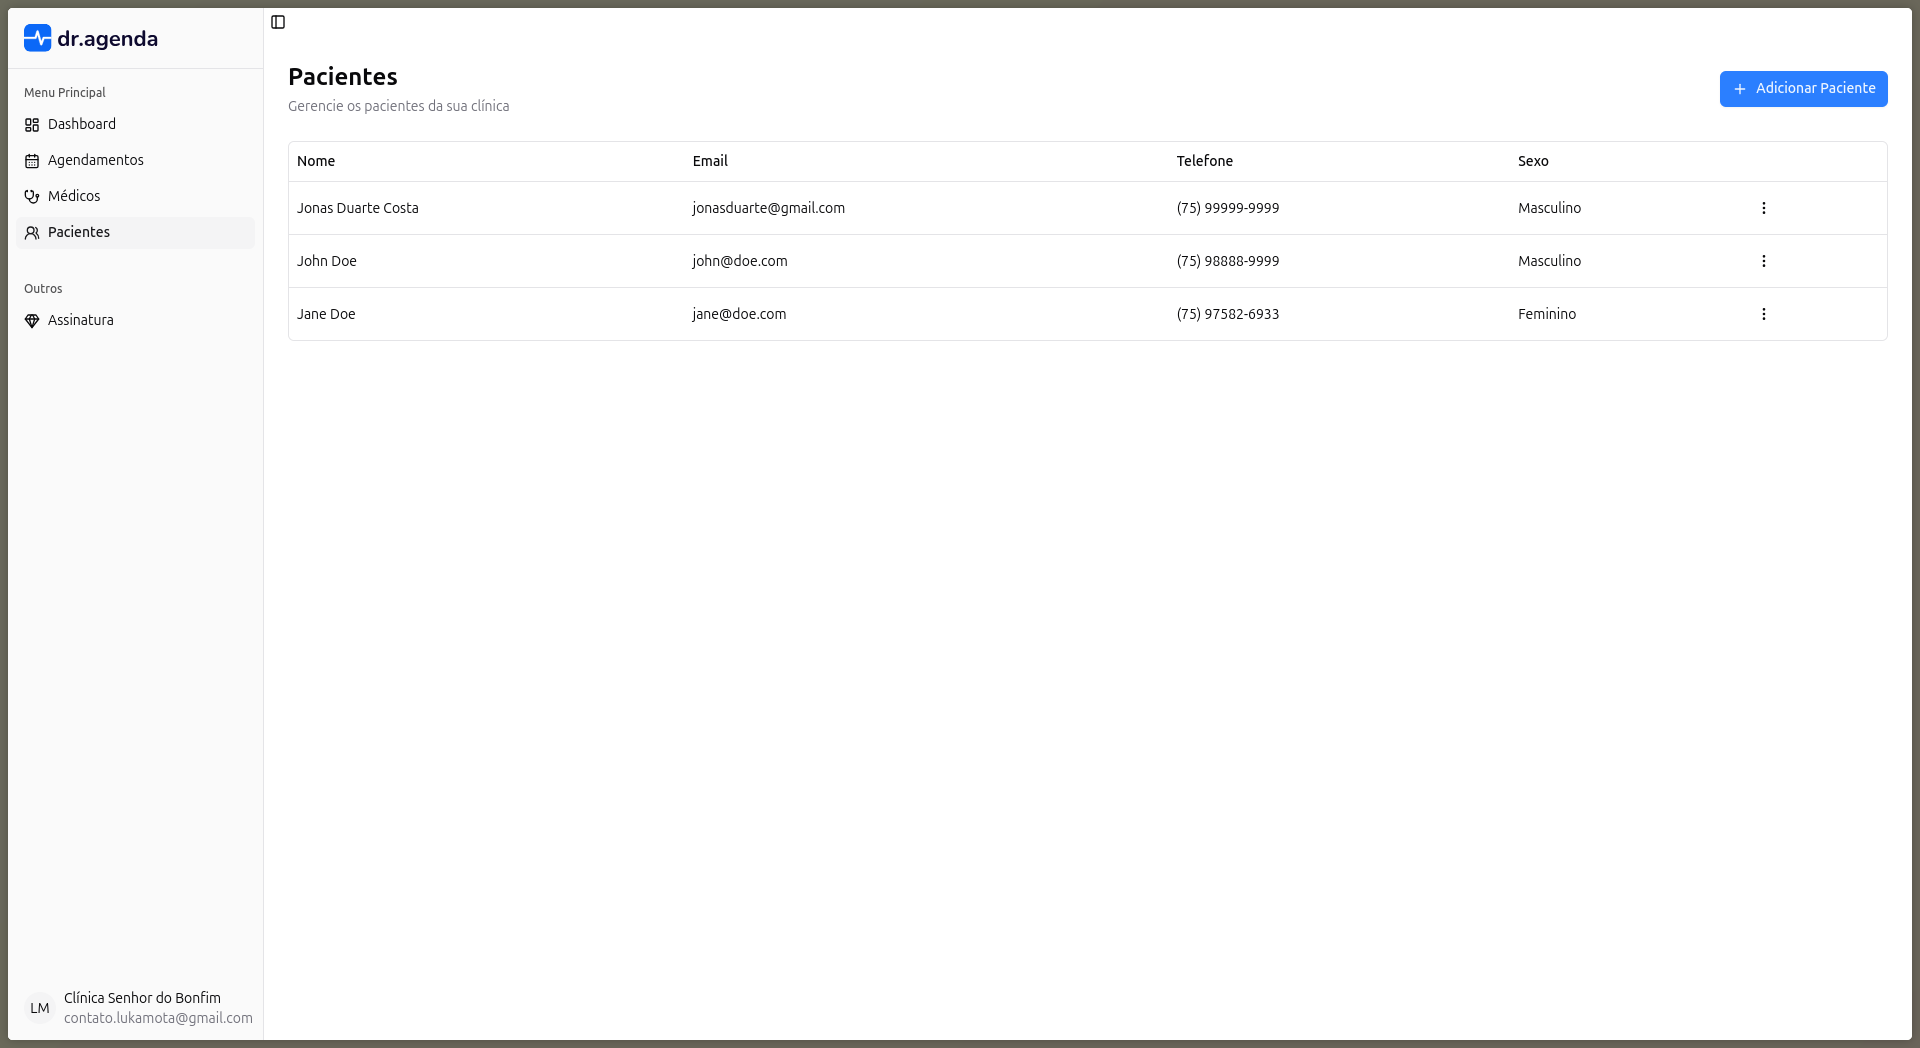 dr.agenda
Menu Principal
Dashboard
Agendamentos
Médicos
Pacientes
Outros
Assinatura
LM
Clínica Senhor do Bonfim
contato.lukamota@gmail.com
Pacientes
Gerencie os pacientes da sua clínica
Adicionar Paciente
Nome Email Telefone Sexo
Jonas Duarte Costa jonasduarte@gmail.com (75) 99999-9999 Masculino
John Doe john@doe.com (75) 98888-9999 Masculino
Jane Doe jane@doe.com (75) 97582-6933 Feminino